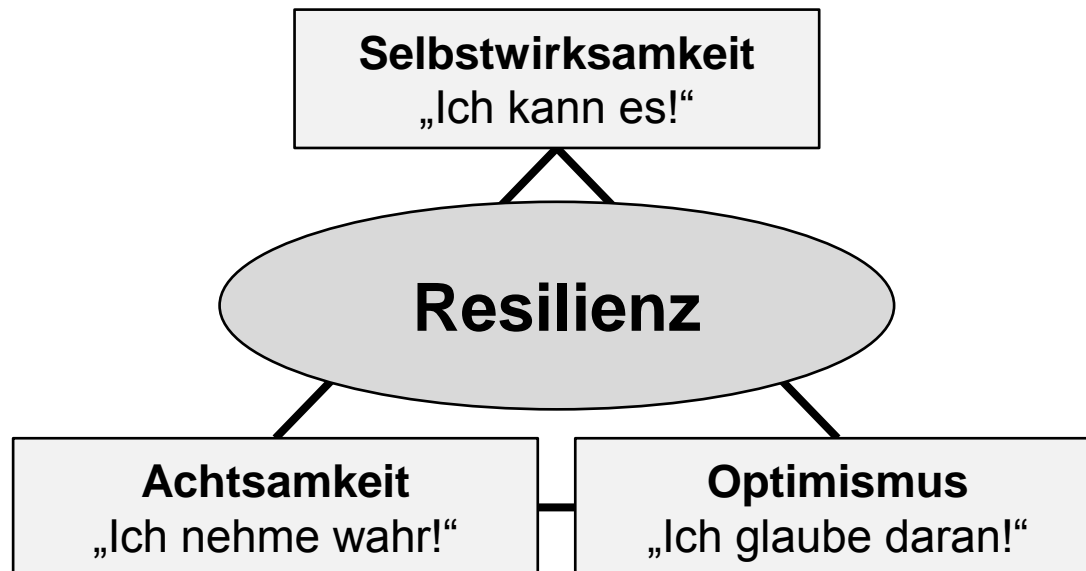 Selbstwirksamkeit
„Ich kann es!“
Resilienz
Achtsamkeit
„Ich nehme wahr!“
Optimismus
„Ich glaube daran!“